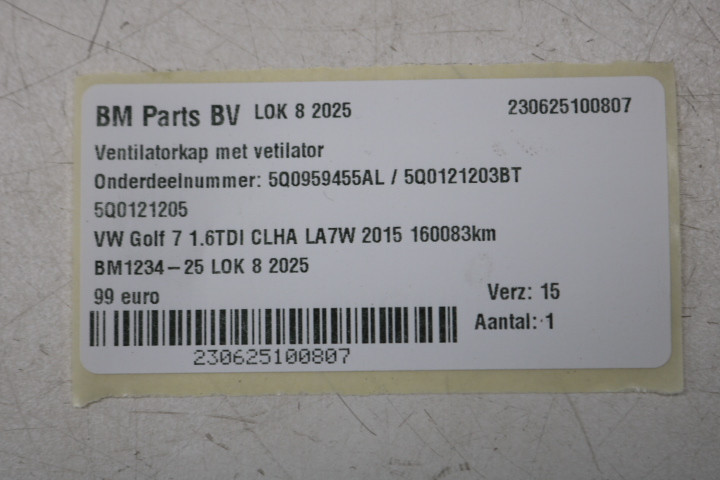 BM Parts BV LOK 8 2025 230625100807
Ventilatorkap met vetilator
Onderdeelnummer: 5Q0959455AL / 5Q0121203BT
5Q0121205
VW Golf 7 1.6TDI CLHA LA7W 2015 160083km
BM1234-25 LOK 8 2025
99 euro Verz: 15
Aantal: 1
230625100807